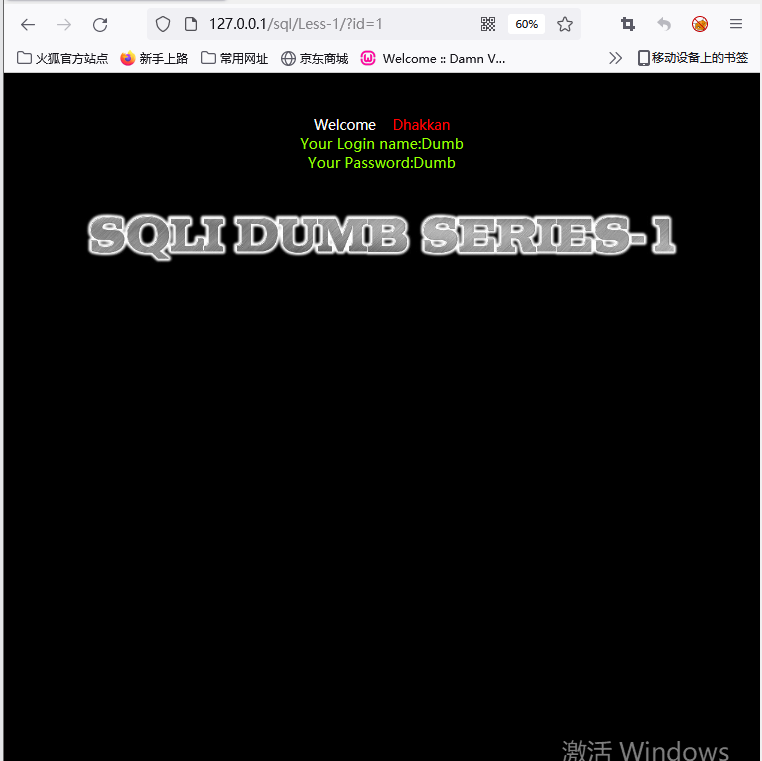 127.0.0.1/sql/Less-1/?id=1
60%
火狐官方站点
新手上路
常用网址
京东商城
Welcome :: Damn V...
移动设备上的书签
Welcome Dhakkan
Your Login name:Dumb
Your Password:Dumb
SQLI DUMB SERIES-1
激活 Windows